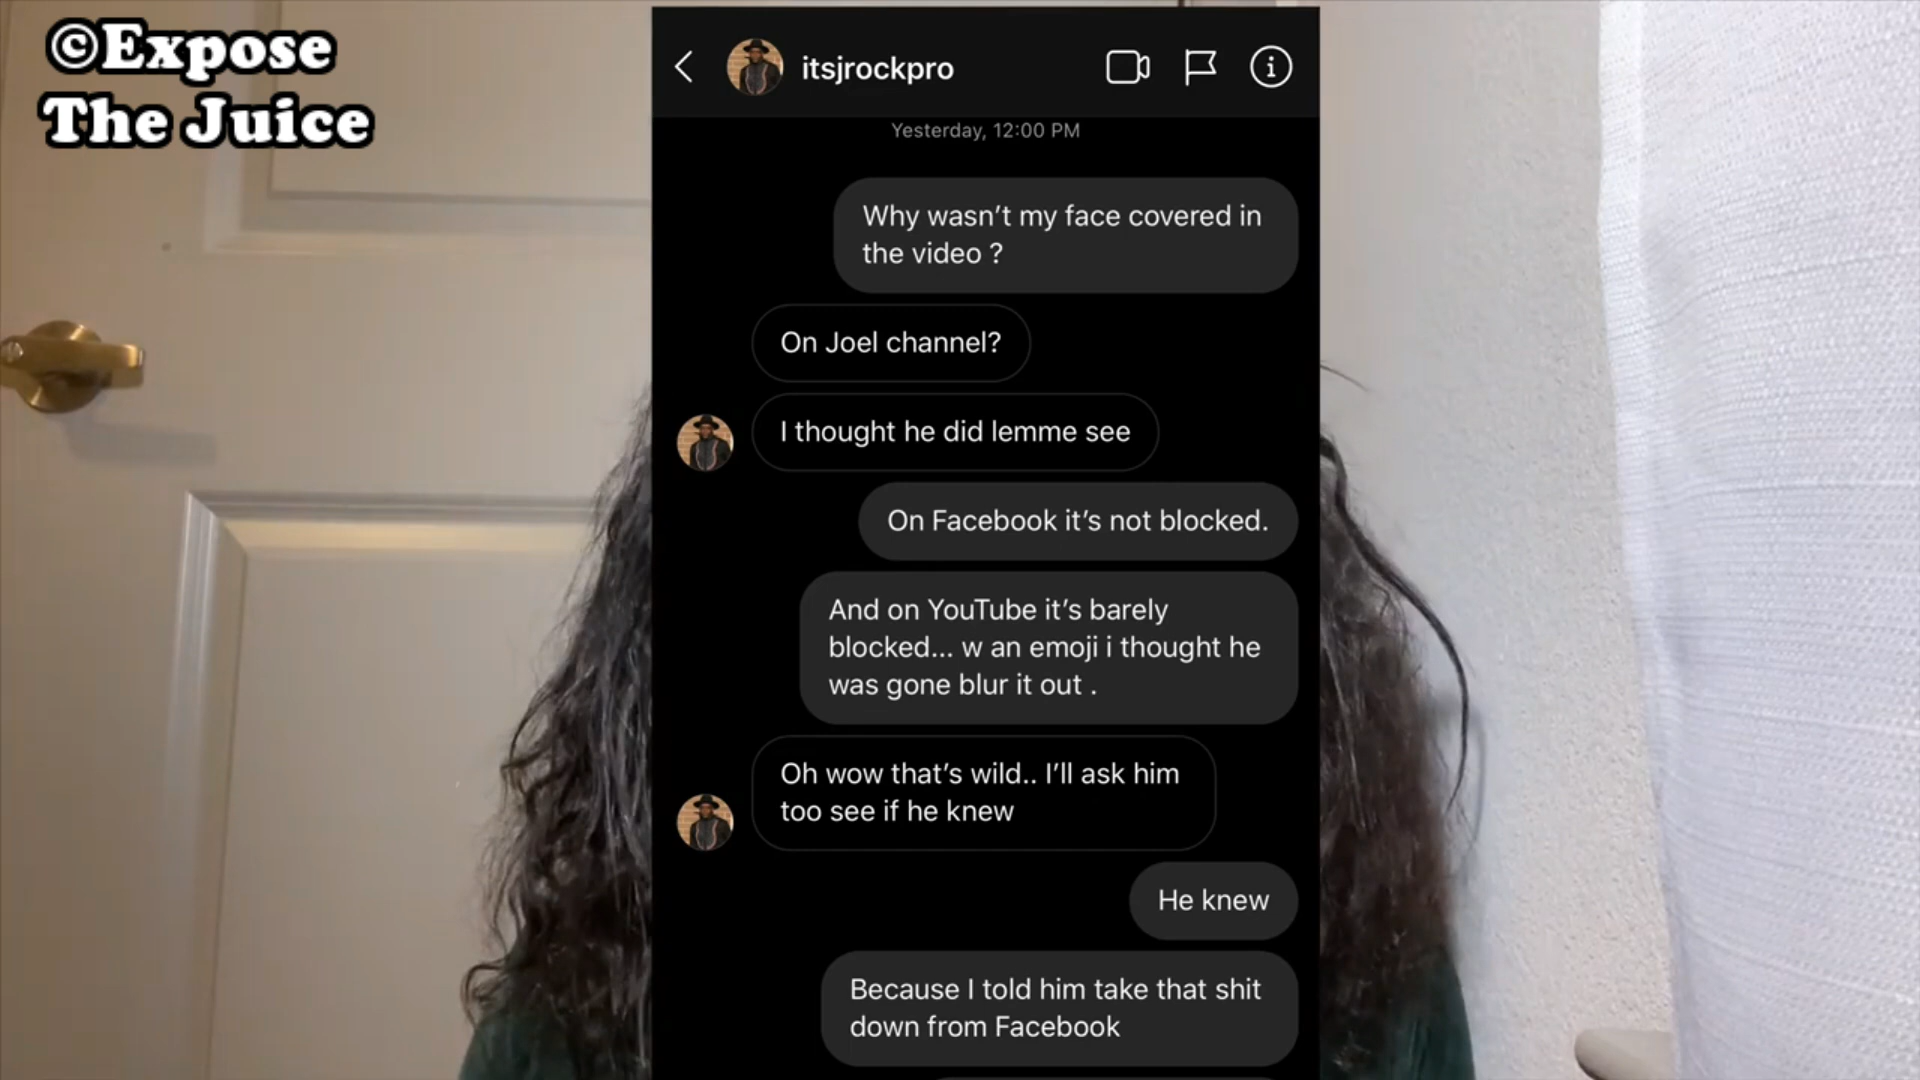 ©Expose
The Juice
itsjrockpro
Yesterday, 12:00 PM
Why wasn’t my face covered in
the video ?
On Joel channel?
I thought he did lemme see
On Facebook it’s not blocked.
And on YouTube it’s barely
blocked... w an emoji i thought he
was gone blur it out .
Oh wow that’s wild.. I’ll ask him
too see if he knew
He knew
Because I told him take that shit
down from Facebook